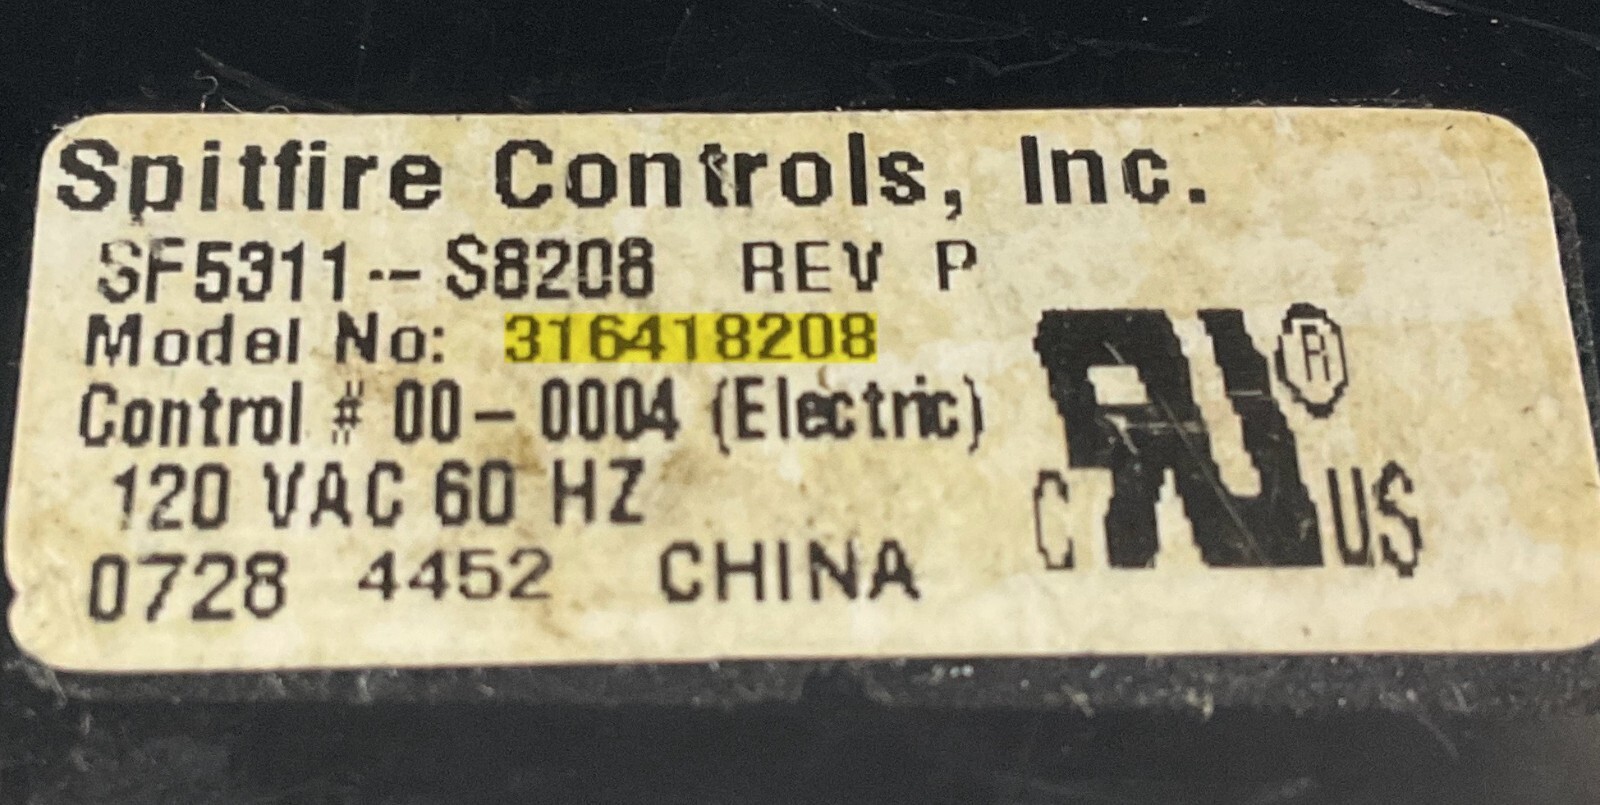 Spitfire Controls, Inc.
SF5311-- S8208 REV P
Model No: 316418208
Control # 00-0004 (Electric)
120 VAC 60 HZ
0728 4452 CHINA
C RU US ®